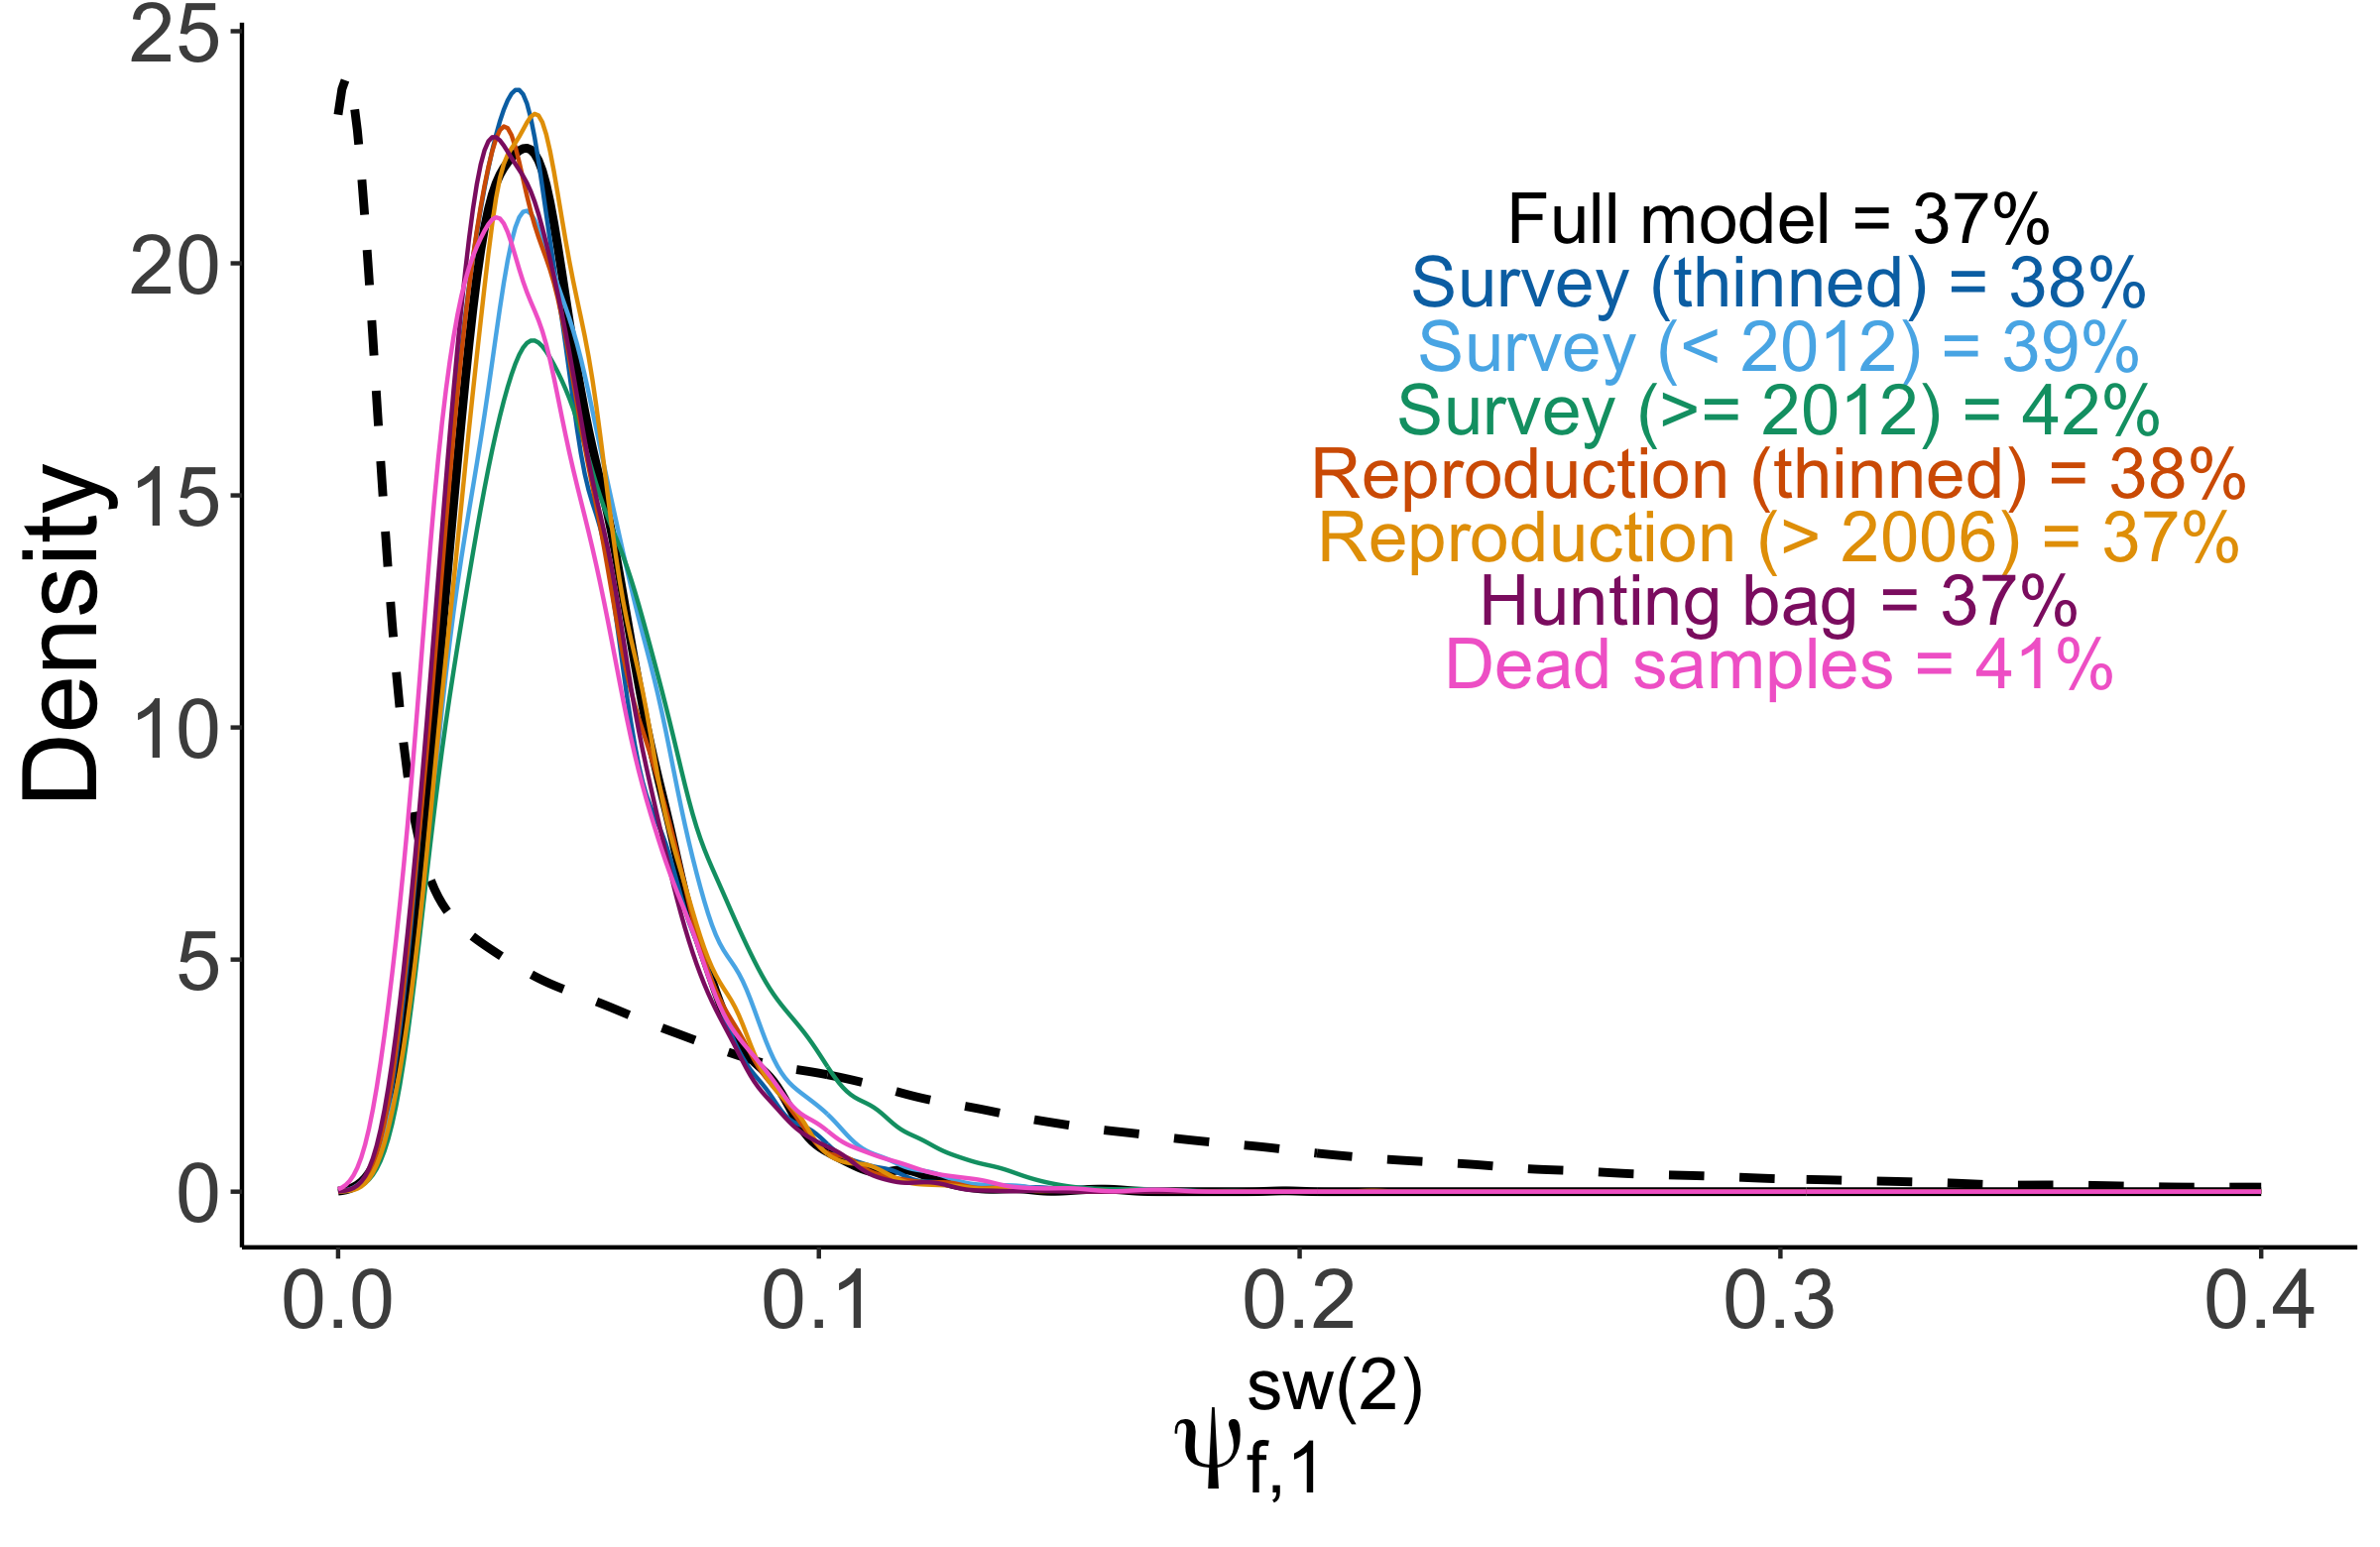 25
20
15
10
5
0
Density
Full model = 37%
Survey (thinned) = 38%
Survey (< 2012) = 39%
Survey (>= 2012) = 42%
Reproduction (thinned) = 38%
Reproduction (> 2006) = 37%
Hunting bag = 37%
Dead samples = 41%
0.0 0.1 0.2 0.3 0.4
ψf,1sw(2)